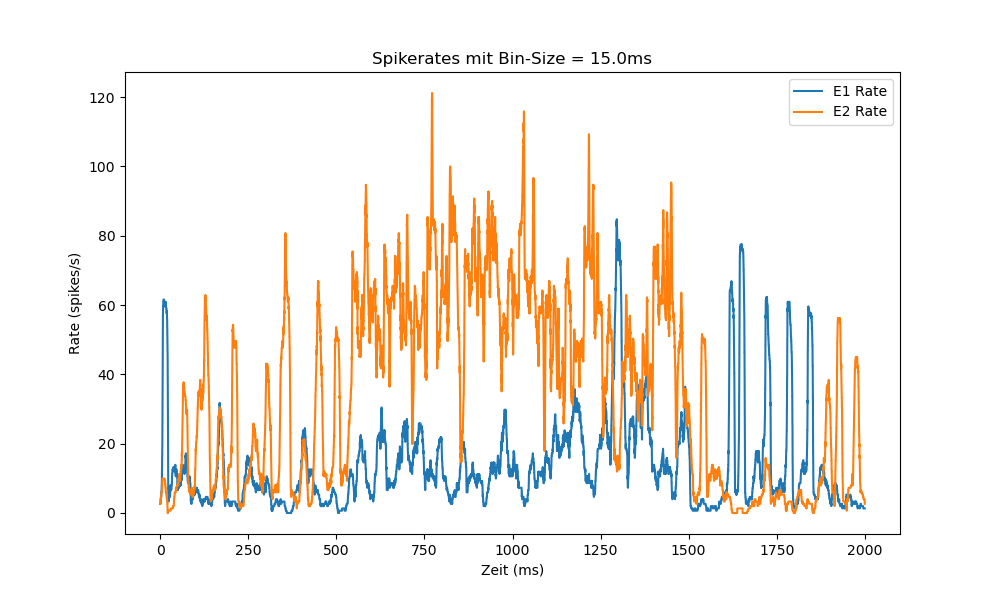 Spikerates mit Bin-Size = 15.0ms
E1 Rate
E2 Rate
Rate (spikes/s)
120
100
80
60
40
20
0
0 250 500 750 1000 1250 1500 1750 2000
Zeit (ms)